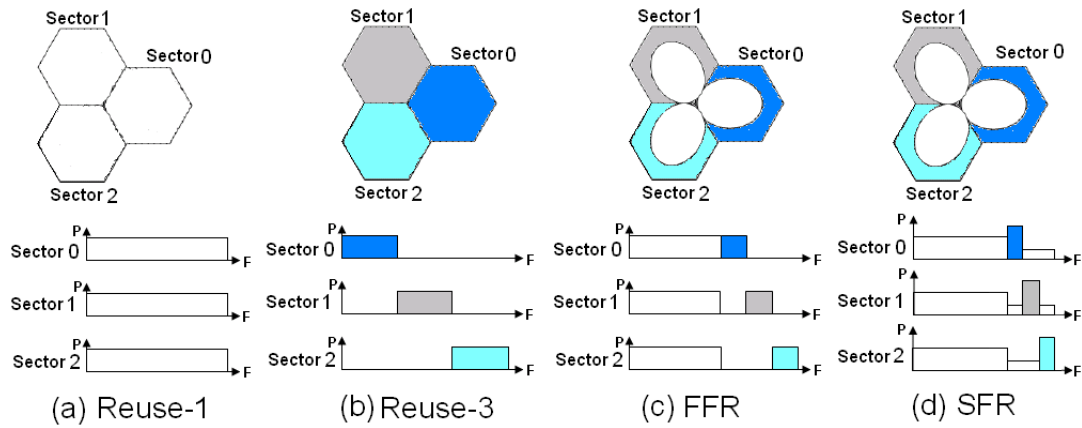 Sector 1
Sector 0
Sector 2
P
Sector 0
F
P
Sector 1
F
P
Sector 2
F
(a) Reuse-1
Sector 1
Sector 0
Sector 2
P
Sector 0
F
P
Sector 1
F
P
Sector 2
F
(b) Reuse-3
Sector 1
Sector 0
Sector 2
P
Sector 0
F
P
Sector 1
F
P
Sector 2
F
(c) FFR
Sector 1
Sector 0
Sector 2
P
Sector 0
F
P
Sector 1
F
P
Sector 2
F
(d) SFR